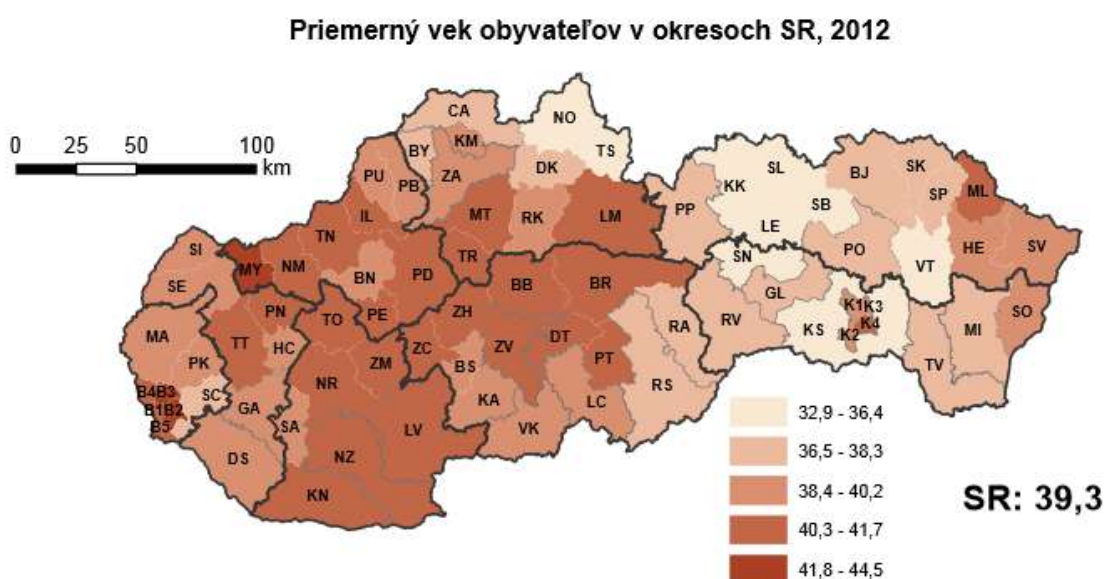 Priemerný vek obyvateľov v okresoch SR, 2012
0 25 50 100
km
CA
NO
KM
BY
TS
DK
PU
PB
ZA
KK
SL
BJ
SK
SP
ML
IL
MT
RK
LM
PP
SB
TN
LE
PO
HE
SV
SI
MY
NM
BN
PD
TR
SN
VT
SE
BB
BR
GL
PN
TO
PE
ZH
RA
RV
K1 K3
K4
K2
KS
MI
SO
MA
TT
HC
ZC
ZV
DT
PT
PK
NR
ZM
BS
RS
TV
B4B3
SC
B1B2
B5
GA
SA
KA
LC
LV
VK
DS
NZ
KN
32,9 - 36,4
36,5 - 38,3
38,4 - 40,2
40,3 - 41,7
41,8 - 44,5
SR: 39,3